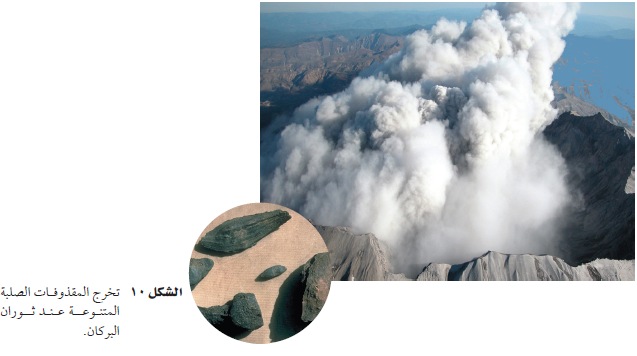 الشكل ١٠ تخرج المقذوفات الصلبة
المتنوعة عند ثوران
البركان.